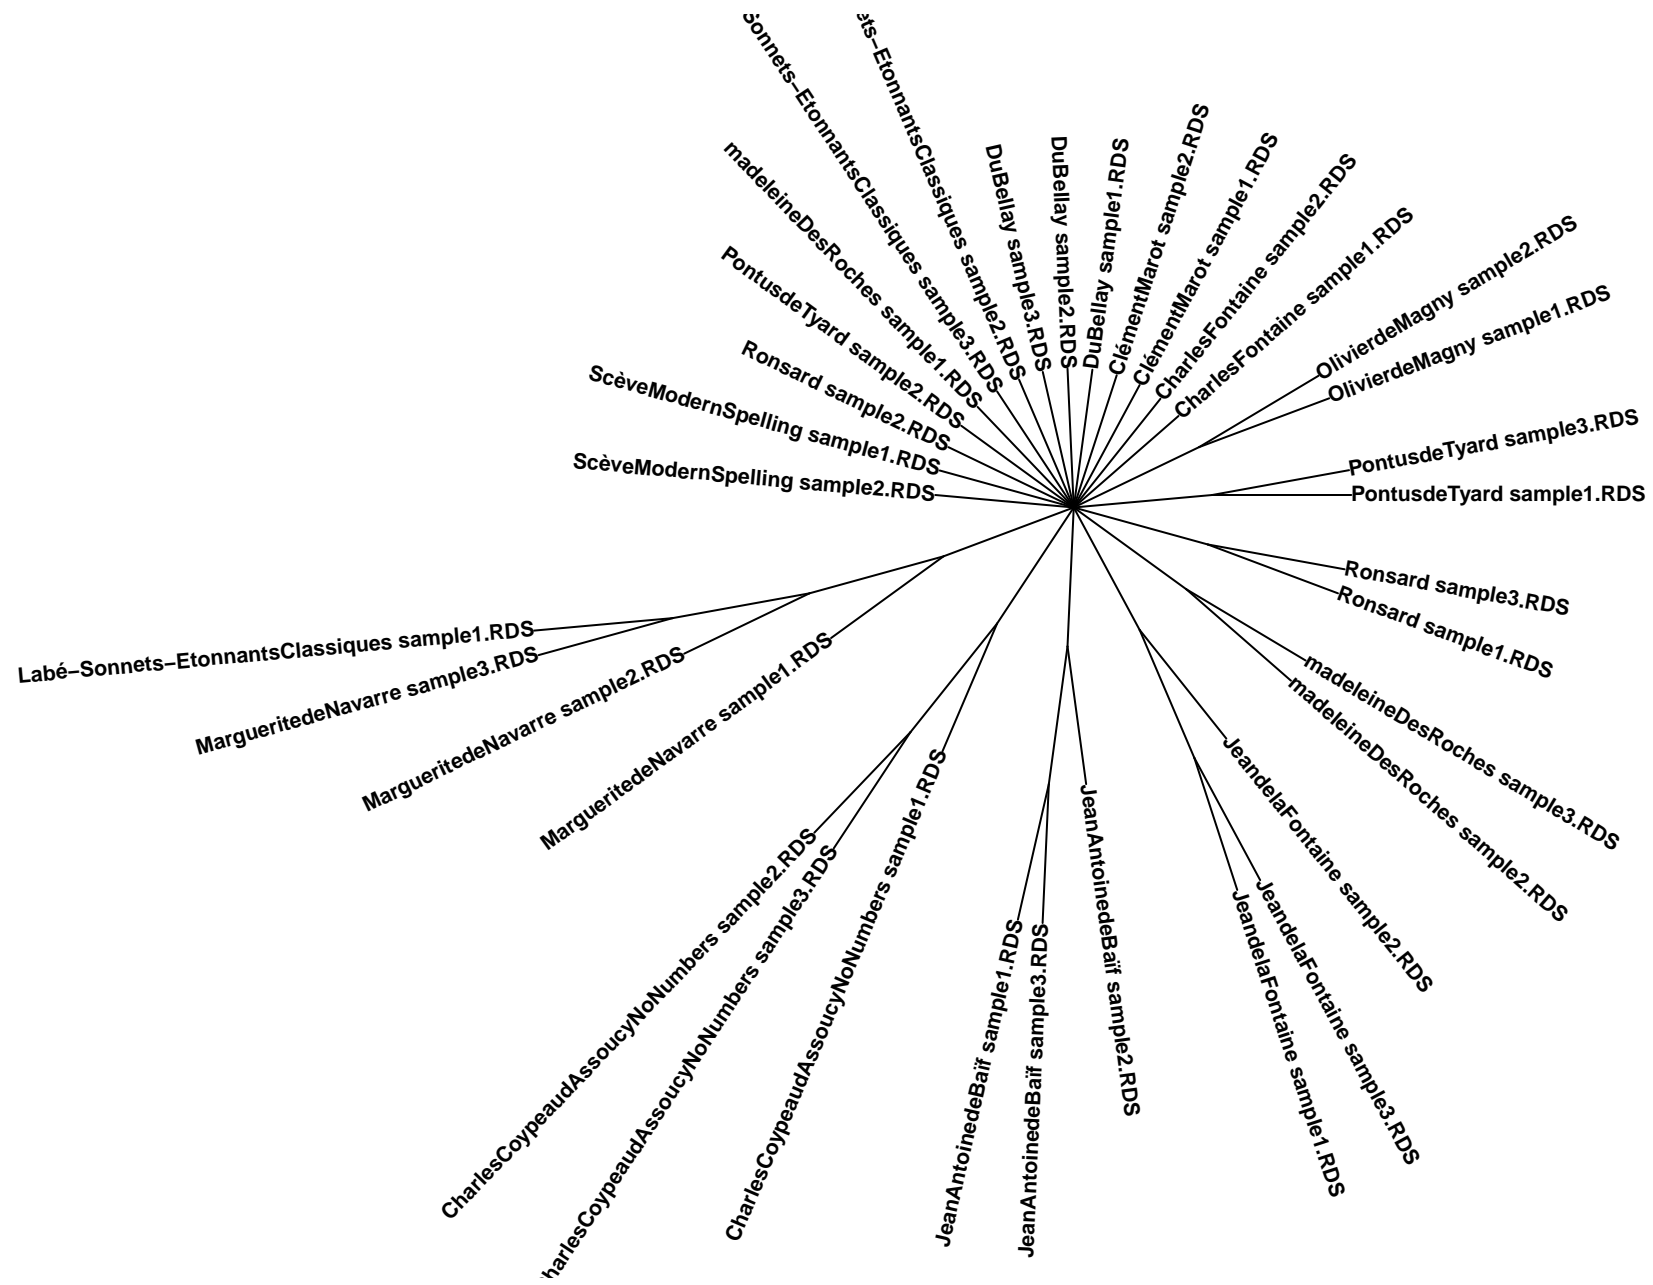 Sonnets–EtonnantsClassiques sample3.RDS
ets–EtonnantsClassiques sample2.RDS
DuBellay sample3.RDS
DuBellay sample2.RDS
DuBellay sample1.RDS
ClémentMarot sample2.RDS
ClémentMarot sample1.RDS
CharlesFontaine sample2.RDS
CharlesFontaine sample1.RDS
OlivierdeMagny sample2.RDS
OlivierdeMagny sample1.RDS
PontusdeTyard sample3.RDS
PontusdeTyard sample1.RDS
Ronsard sample3.RDS
Ronsard sample1.RDS
madeleineDesRoches sample3.RDS
madeleineDesRoches sample2.RDS
JeandelaFontaine sample2.RDS
JeandelaFontaine sample3.RDS
JeandelaFontaine sample1.RDS
JeanAntoinedeBaïf sample2.RDS
JeanAntoinedeBaïf sample3.RDS
JeanAntoinedeBaïf sample1.RDS
CharlesCoypeaudAssoucyNoNumbers sample1.RDS
harlesCoypeaudAssoucyNoNumbers sample3.RDS
CharlesCoypeaudAssoucyNoNumbers sample2.RDS
MargueritedeNavarre sample1.RDS
MargueritedeNavarre sample2.RDS
MargueritedeNavarre sample3.RDS
Labé–Sonnets–EtonnantsClassiques sample1.RDS
ScèveModernSpelling sample2.RDS
ScèveModernSpelling sample1.RDS
Ronsard sample2.RDS
PontusdeTyard sample2.RDS
madeleineDesRoches sample1.RDS